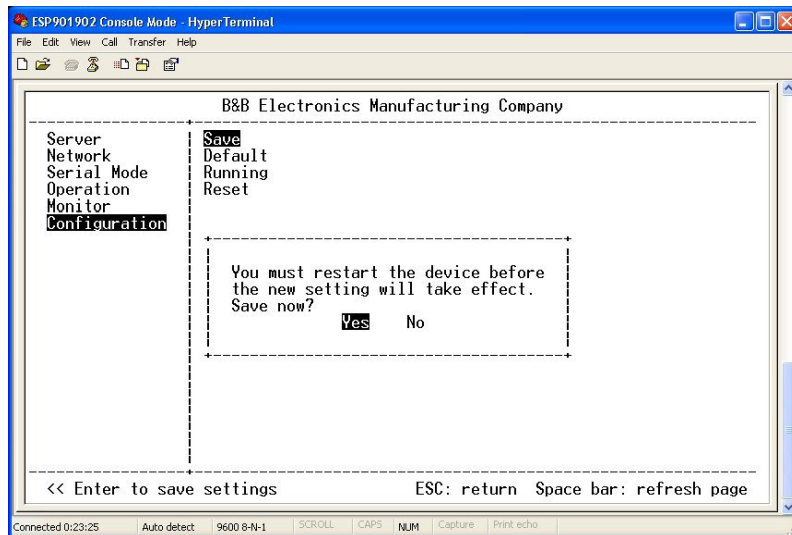 ESP901902 Console Mode - HyperTerminal
File Edit View Call Transfer Help
B&B Electronics Manufacturing Company
Server
Network
Serial Mode
Operation
Monitor
Configuration
Save
Default
Running
Reset
You must restart the device before
the new setting will take effect.
Save now?
Yes No
<< Enter to save settings ESC: return Space bar: refresh page
Connected 0:23:25 Auto detect 9600 8-N-1 SCROLL CAPS NUM Capture Print echo